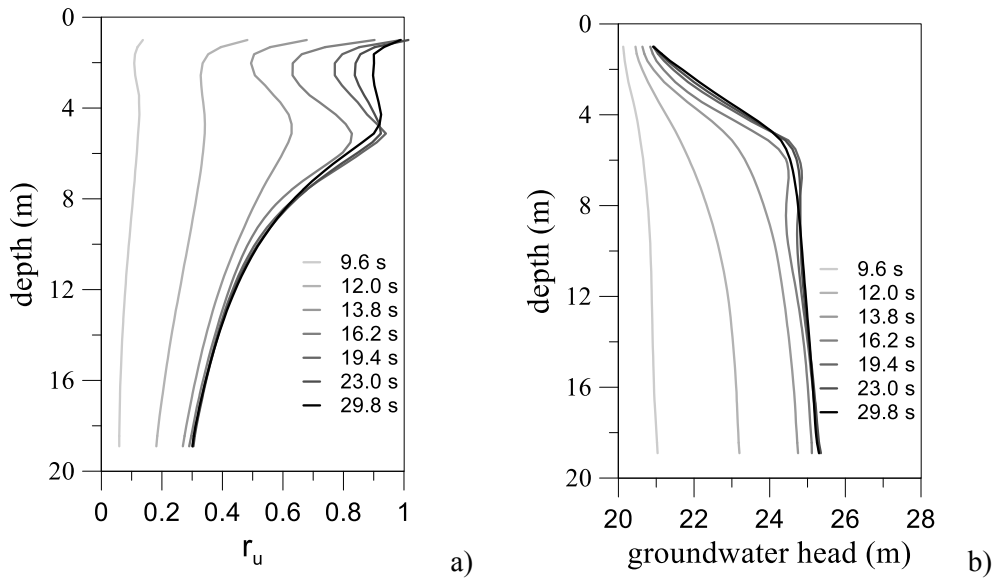 0
4
8
12
16
20
depth (m)
0 0.2 0.4 0.6 0.8 1
r_u
9.6 s
12.0 s
13.8 s
16.2 s
19.4 s
23.0 s
29.8 s
a)
0
4
8
12
16
20
depth (m)
20 22 24 26 28
groundwater head (m)
9.6 s
12.0 s
13.8 s
16.2 s
19.4 s
23.0 s
29.8 s
b)